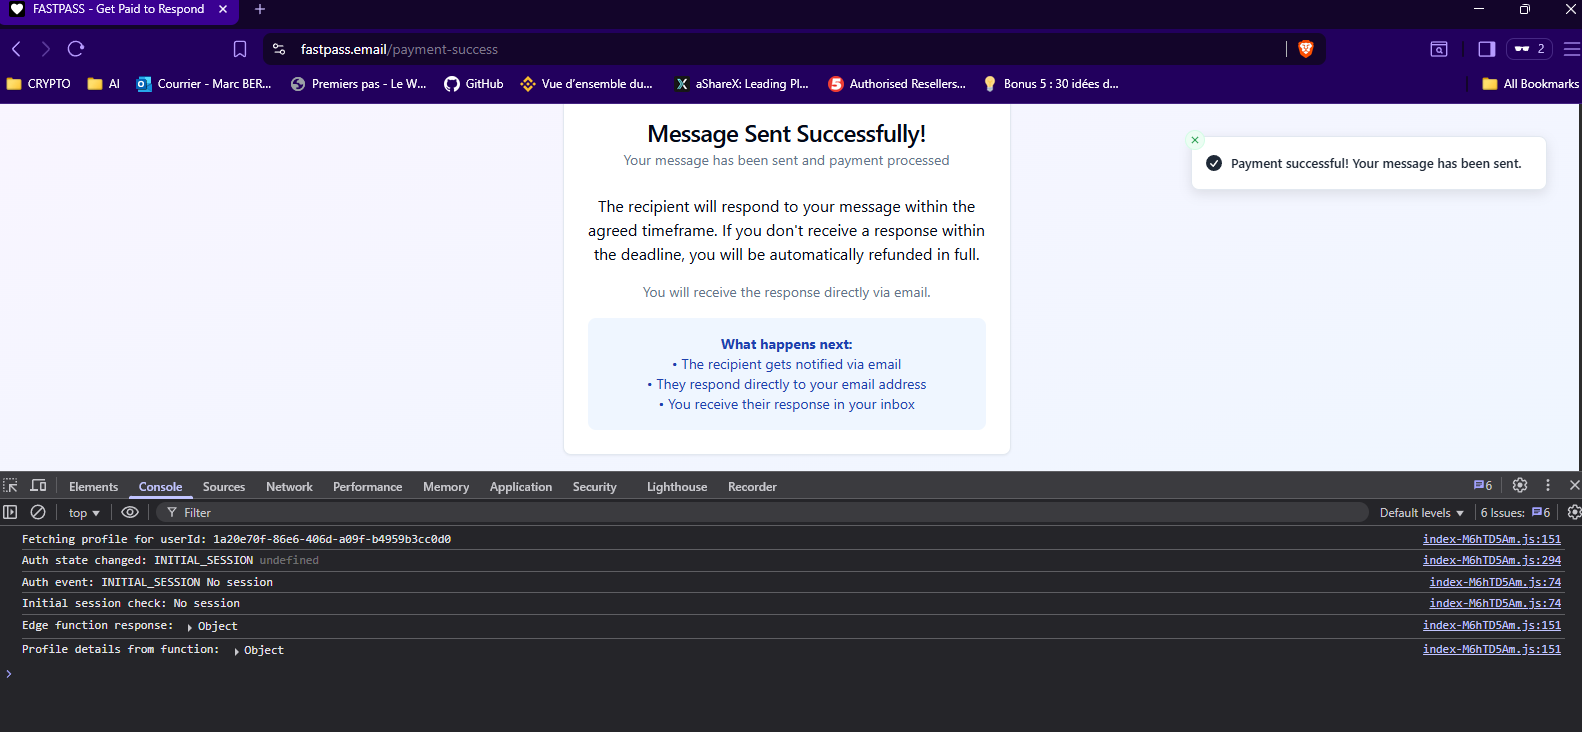 FASTPASS - Get Paid to Respond
fastpass.email/payment-success
2
CRYPTO
AI
Courrier - Marc BER...
Premiers pas - Le W...
GitHub
Vue d'ensemble du...
aShareX: Leading Pl...
Authorised Resellers...
Bonus 5 : 30 idées d...
All Bookmarks
Message Sent Successfully!
Your message has been sent and payment processed
Payment successful! Your message has been sent.
The recipient will respond to your message within the
agreed timeframe. If you don't receive a response within
the deadline, you will be automatically refunded in full.
You will receive the response directly via email.
What happens next:
• The recipient gets notified via email
• They respond directly to your email address
• You receive their response in your inbox
Elements Console Sources Network Performance Memory Application Security Lighthouse Recorder 6
top Filter Default levels 6 Issues: 6
Fetching profile for userId: 1a20e70f-86e6-406d-a09f-b4959b3cc0d0 index-M6hTD5Am.js:151
Auth state changed: INITIAL_SESSION undefined index-M6hTD5Am.js:294
Auth event: INITIAL_SESSION No session index-M6hTD5Am.js:74
Initial session check: No session index-M6hTD5Am.js:74
Edge function response: Object index-M6hTD5Am.js:151
Profile details from function: Object index-M6hTD5Am.js:151